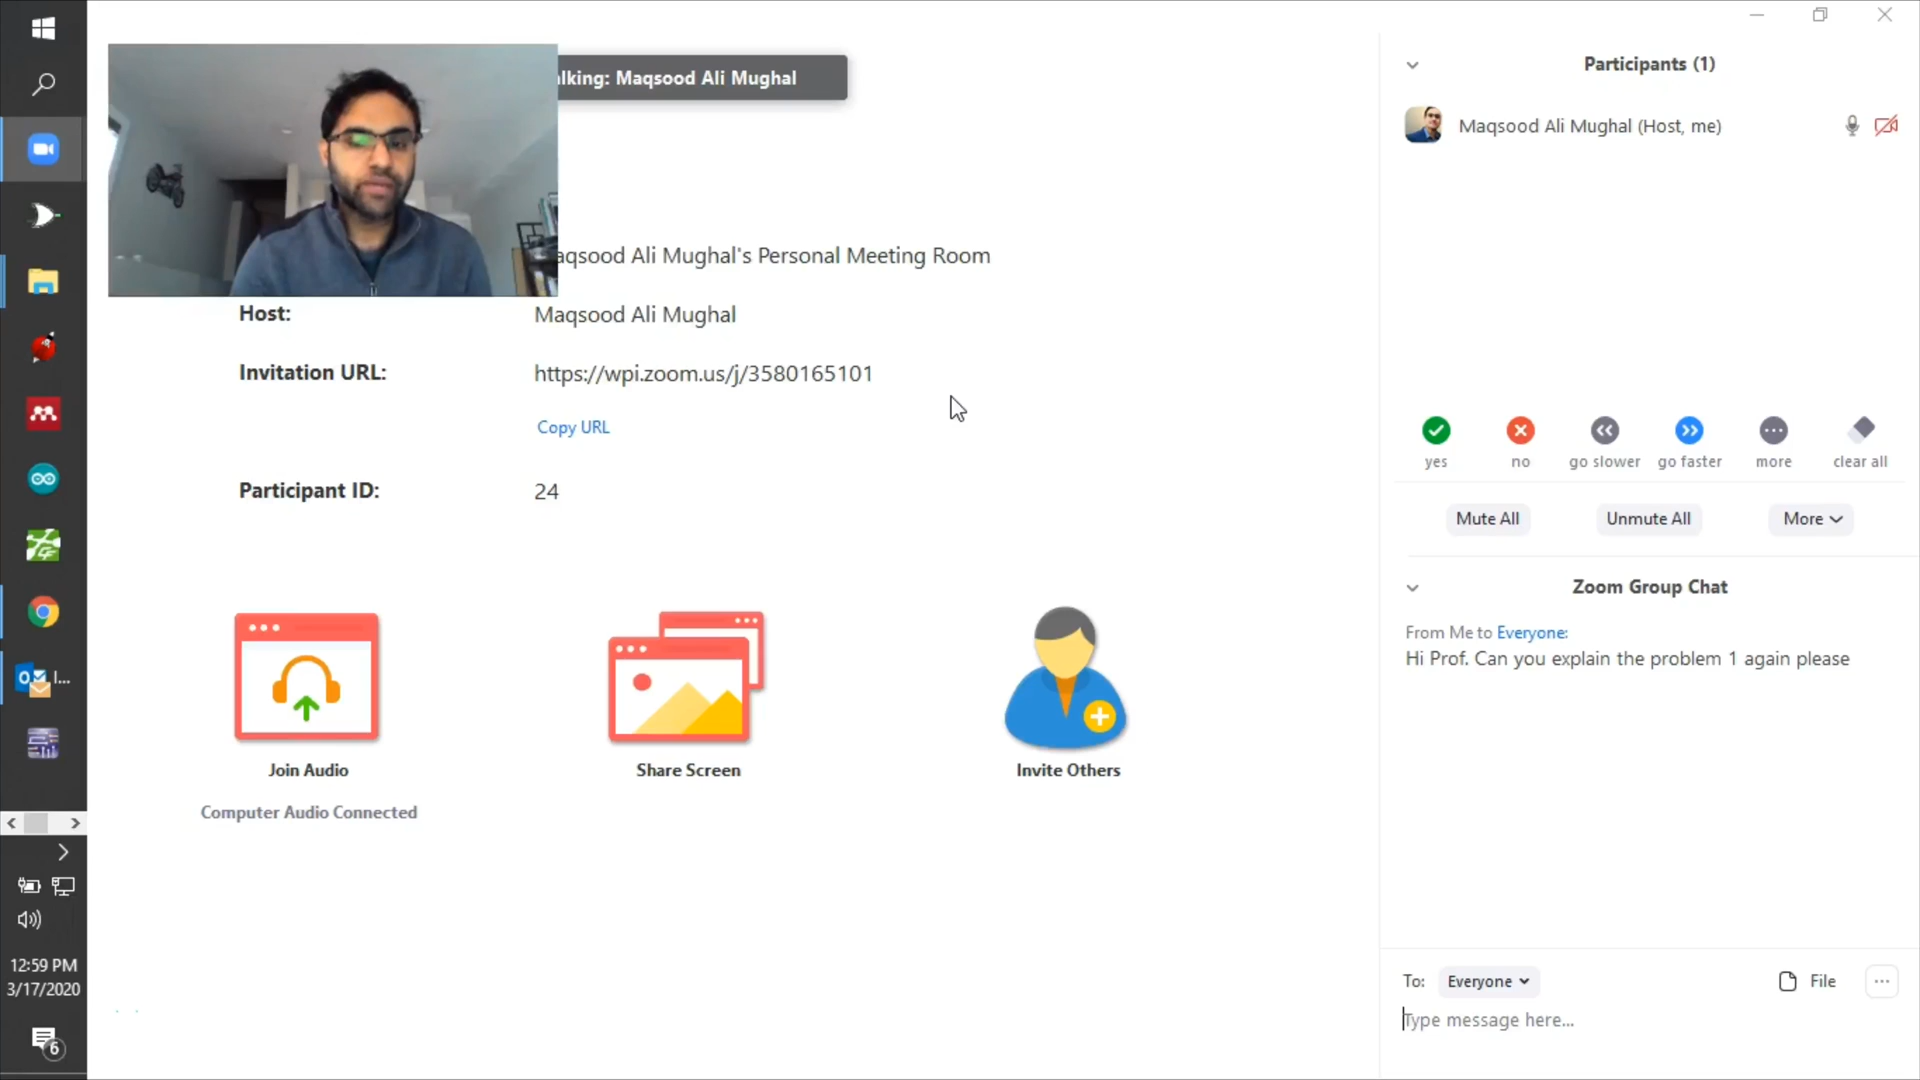 lking: Maqsood Ali Mughal
aqsood Ali Mughal's Personal Meeting Room
Host: Maqsood Ali Mughal
Invitation URL: https://wpi.zoom.us/j/3580165101
Copy URL
Participant ID: 24
Join Audio
Share Screen
Invite Others
Computer Audio Connected
Participants (1)
Maqsood Ali Mughal (Host, me)
yes
no
go slower
go faster
more
clear all
Mute All
Unmute All
More
Zoom Group Chat
From Me to Everyone:
Hi Prof. Can you explain the problem 1 again please
To: Everyone
File
Type message here...
I...
12:59 PM
3/17/2020
6